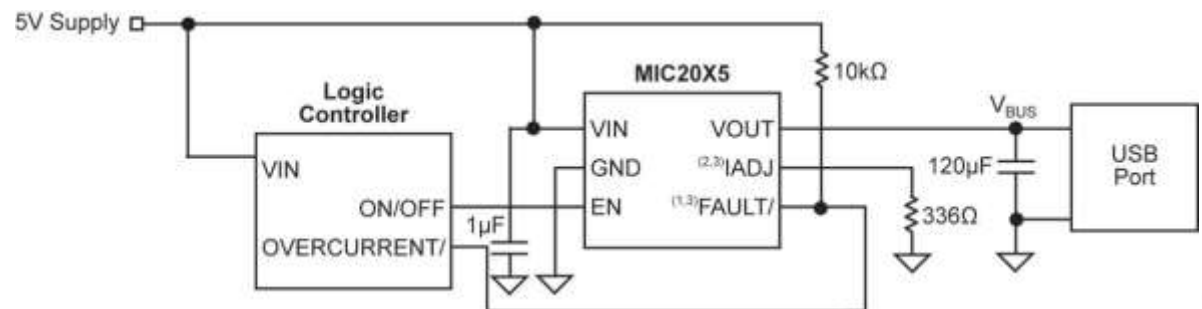 5V Supply
MIC20X5
10kΩ
Logic
Controller
V_BUS
VIN
VOUT
VIN
GND
(2,3)IADJ
120µF
USB
Port
ON/OFF
EN
(1,3)FAULT/
336Ω
1µF
OVERCURRENT/